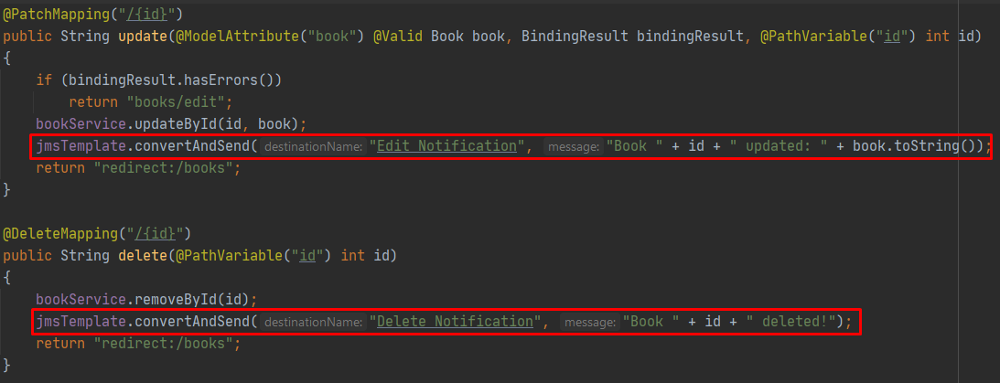 @PatchMapping("/{id}")
public String update(@ModelAttribute("book") @Valid Book book, BindingResult bindingResult, @PathVariable("id") int id)
{
    if (bindingResult.hasErrors())
        return "books/edit";
    bookService.updateById(id, book);
    jmsTemplate.convertAndSend( destinationName: "Edit Notification", message: "Book " + id + " updated: " + book.toString());
    return "redirect:/books";
}
@DeleteMapping("/{id}")
public String delete(@PathVariable("id") int id)
{
    bookService.removeById(id);
    jmsTemplate.convertAndSend( destinationName: "Delete Notification", message: "Book " + id + " deleted!");
    return "redirect:/books";
}